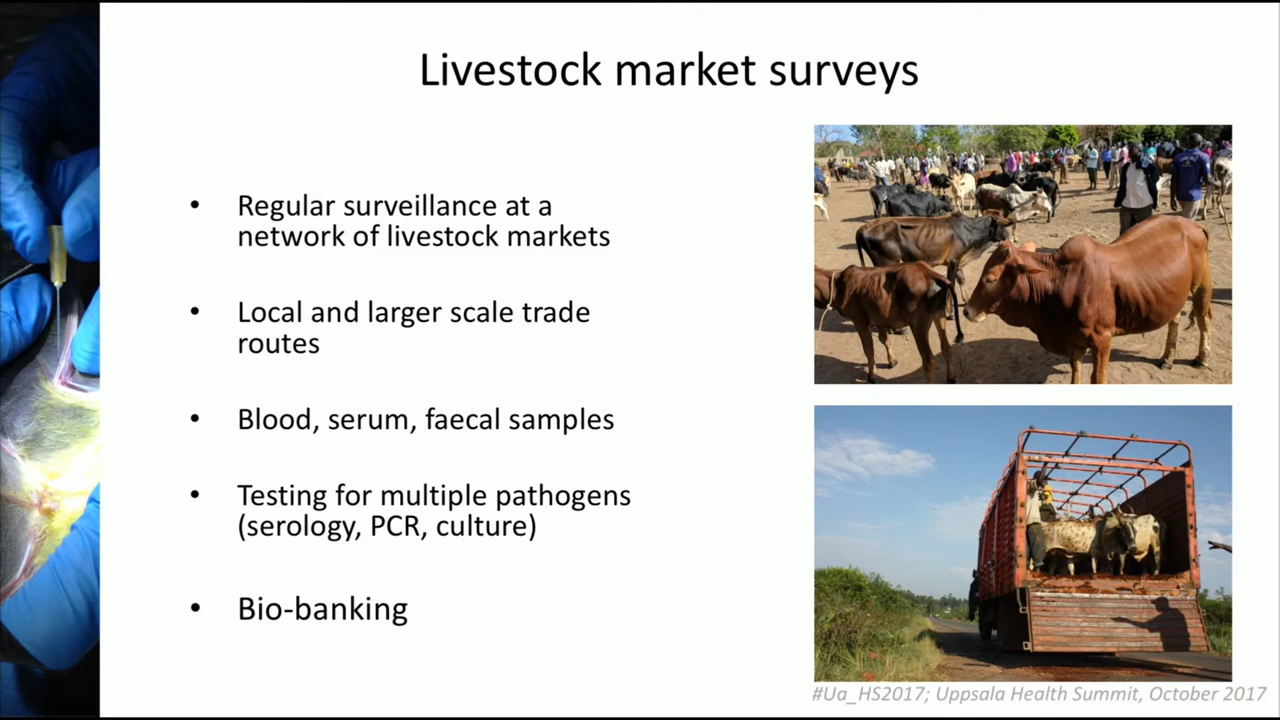 Livestock market surveys
• Regular surveillance at a
network of livestock markets
• Local and larger scale trade
routes
• Blood, serum, faecal samples
• Testing for multiple pathogens
(serology, PCR, culture)
• Bio-banking
#Ua_HS2017; Uppsala Health Summit, October 2017